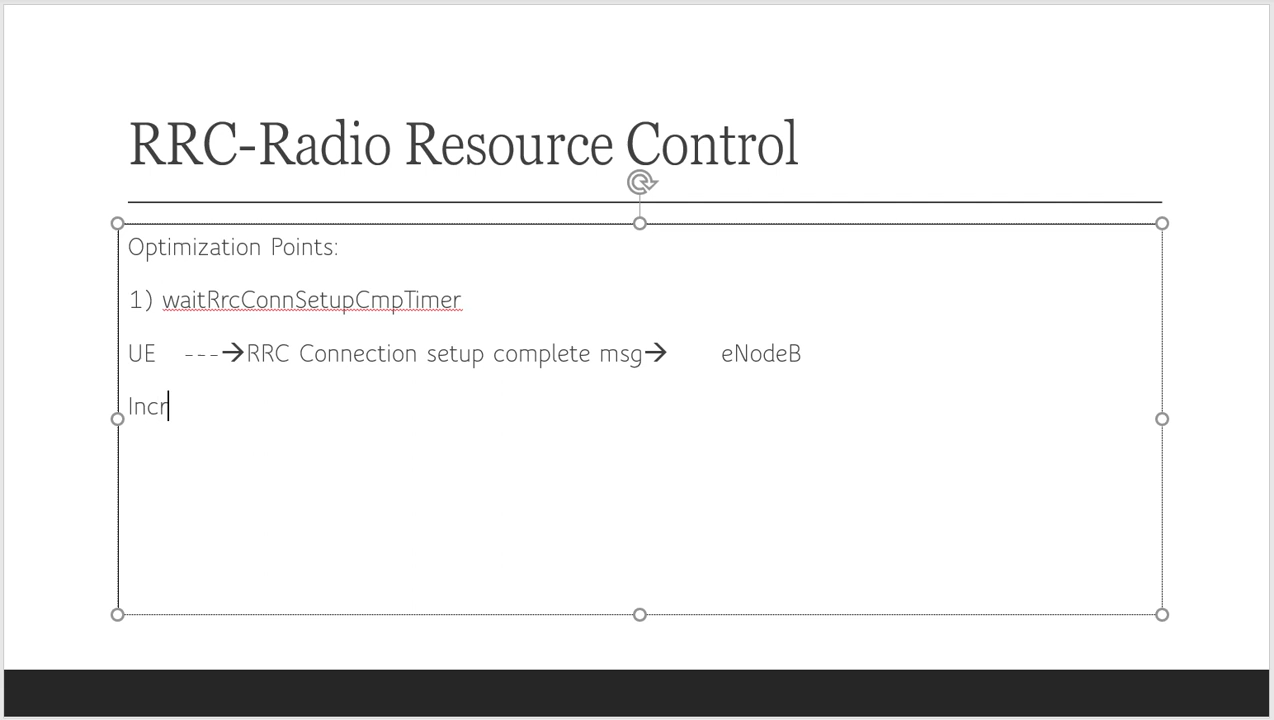 RRC-Radio Resource Control
Optimization Points:
1) waitRrcConnSetupCmpTimer
UE ---→RRC Connection setup complete msg→ eNodeB
Incr